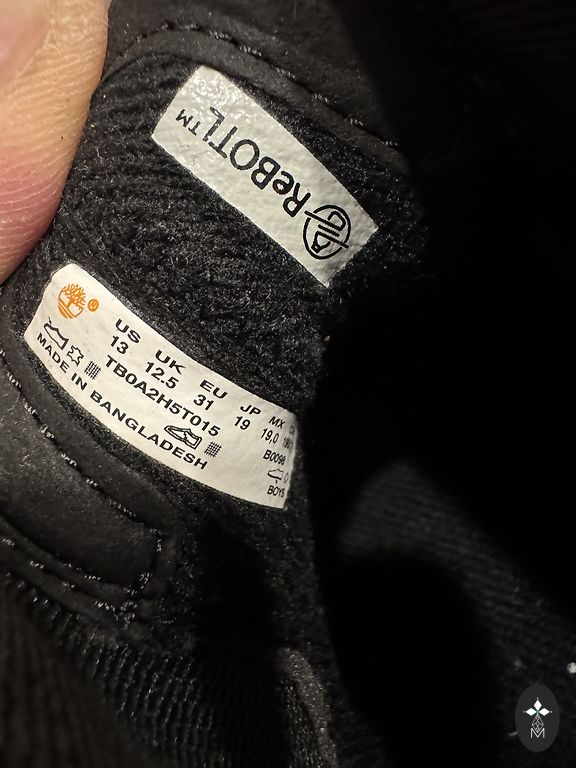 ReBOTL™
US UK EU JP MX
13 12.5 31 19 19,0
TB0A2H5T015
MADE IN BANGLADESH
BOYS
M